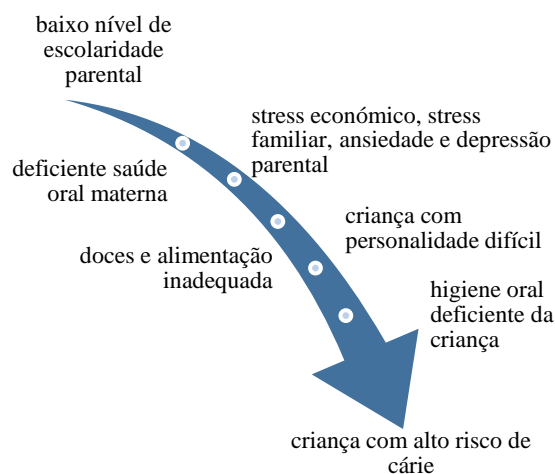 baixo nível de
escolaridade
parental
stress económico, stress
familiar, ansiedade e depressão
parental
deficiente saúde
oral materna
criança com
personalidade difícil
doces e alimentação
inadequada
higiene oral
deficiente da
criança
criança com alto risco de
cárie